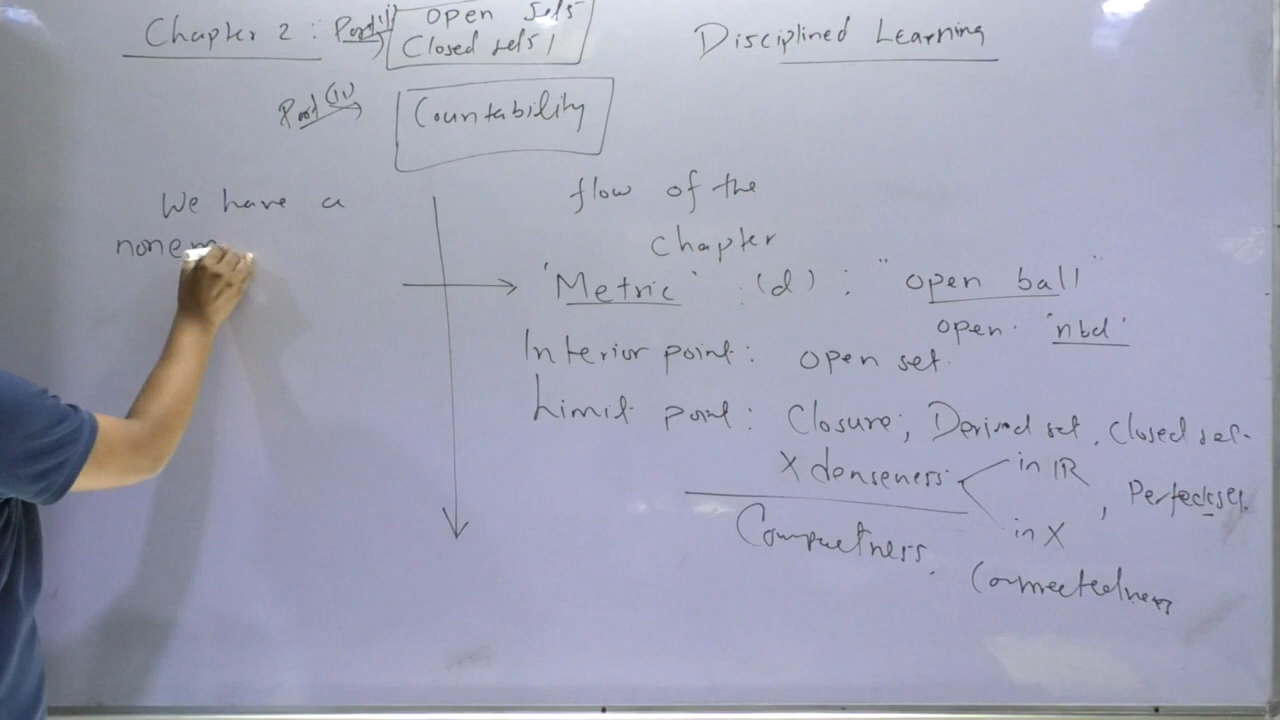 Chapter 2 : Part(i) Open Sets
Closed sets /
Disciplined Learning
Part (ii)
Countability
We have a
nonem
flow of the
chapter
'Metric' (d) : "open ball"
open 'nbd'
Interior point : open set.
Limit point : Closure; Derived set, Closed set.
X denseness in IR
, Perfect set.
in X
Compactness, Connectedness